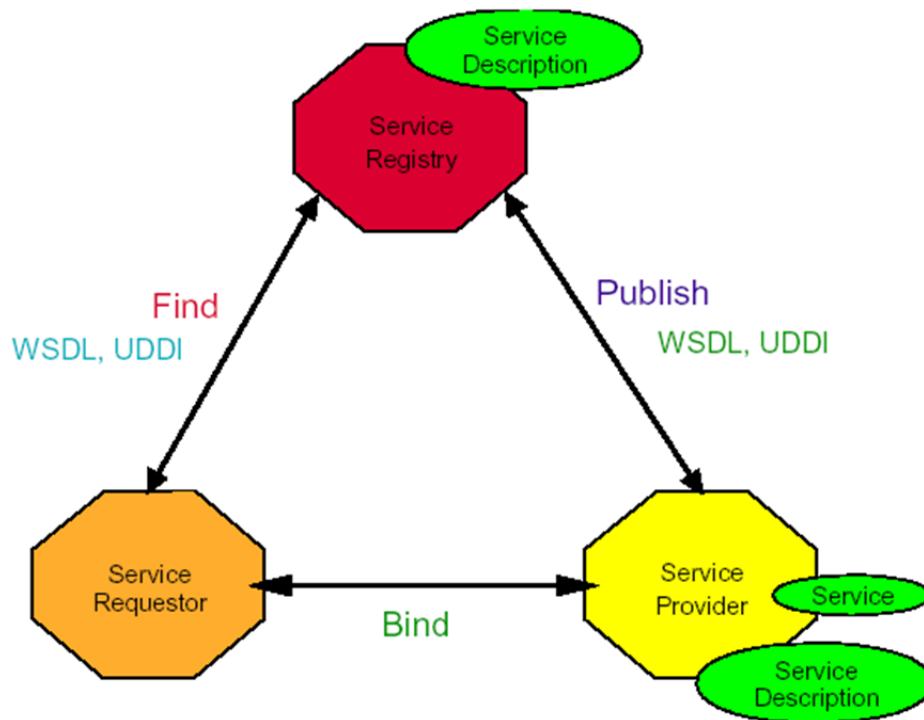 Service
Description
Service
Registry
Find
WSDL, UDDI
Publish
WSDL, UDDI
Service
Requestor
Bind
Service
Provider
Service
Service
Description